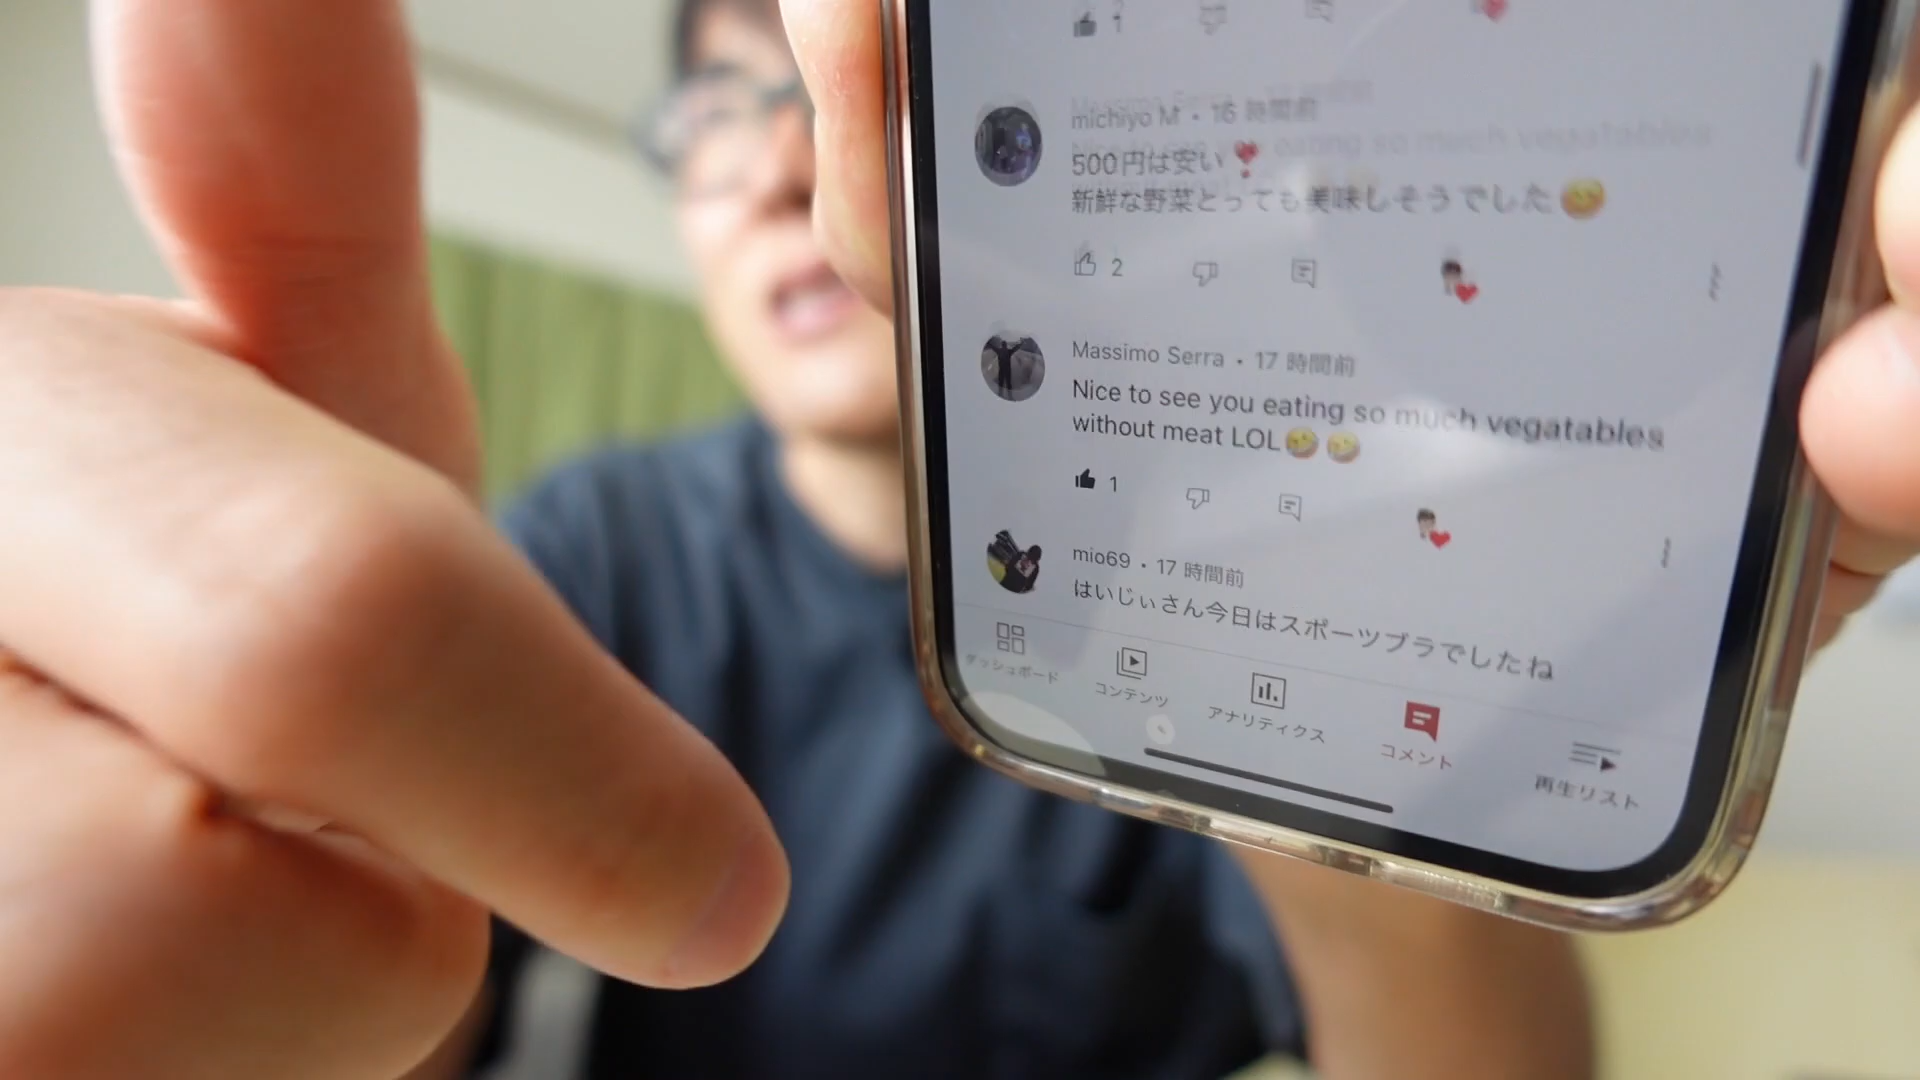 1
michiyo M • 16 時間前
500円は安い❣️
新鮮な野菜とっても美味しそうでした🤣
2
Massimo Serra • 17 時間前
Nice to see you eating so much vegatables
without meat LOL🤣🤣
1
mio69 • 17 時間前
はいじぃさん今日はスポーツブラでしたね
ダッシュボード
コンテンツ
アナリティクス
コメント
再生リスト